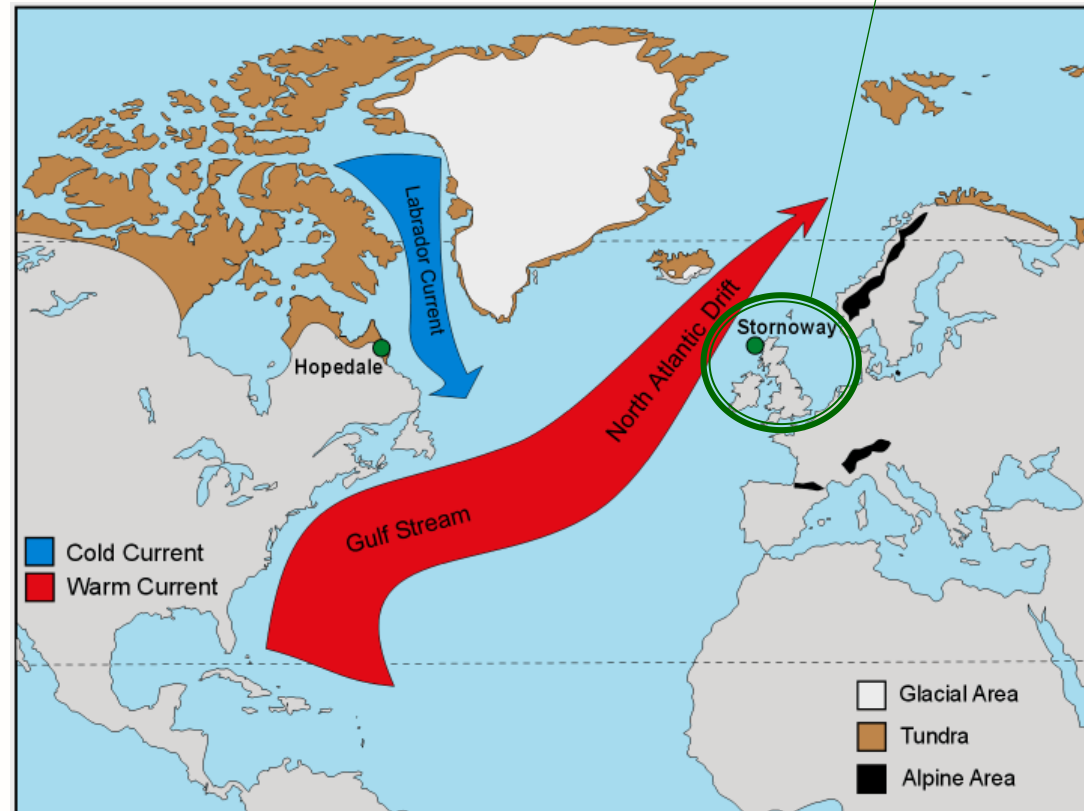 Labrador Current
North Atlantic Drift
Stornoway
Hopedale
Gulf Stream
Cold Current
Warm Current
Glacial Area
Tundra
Alpine Area